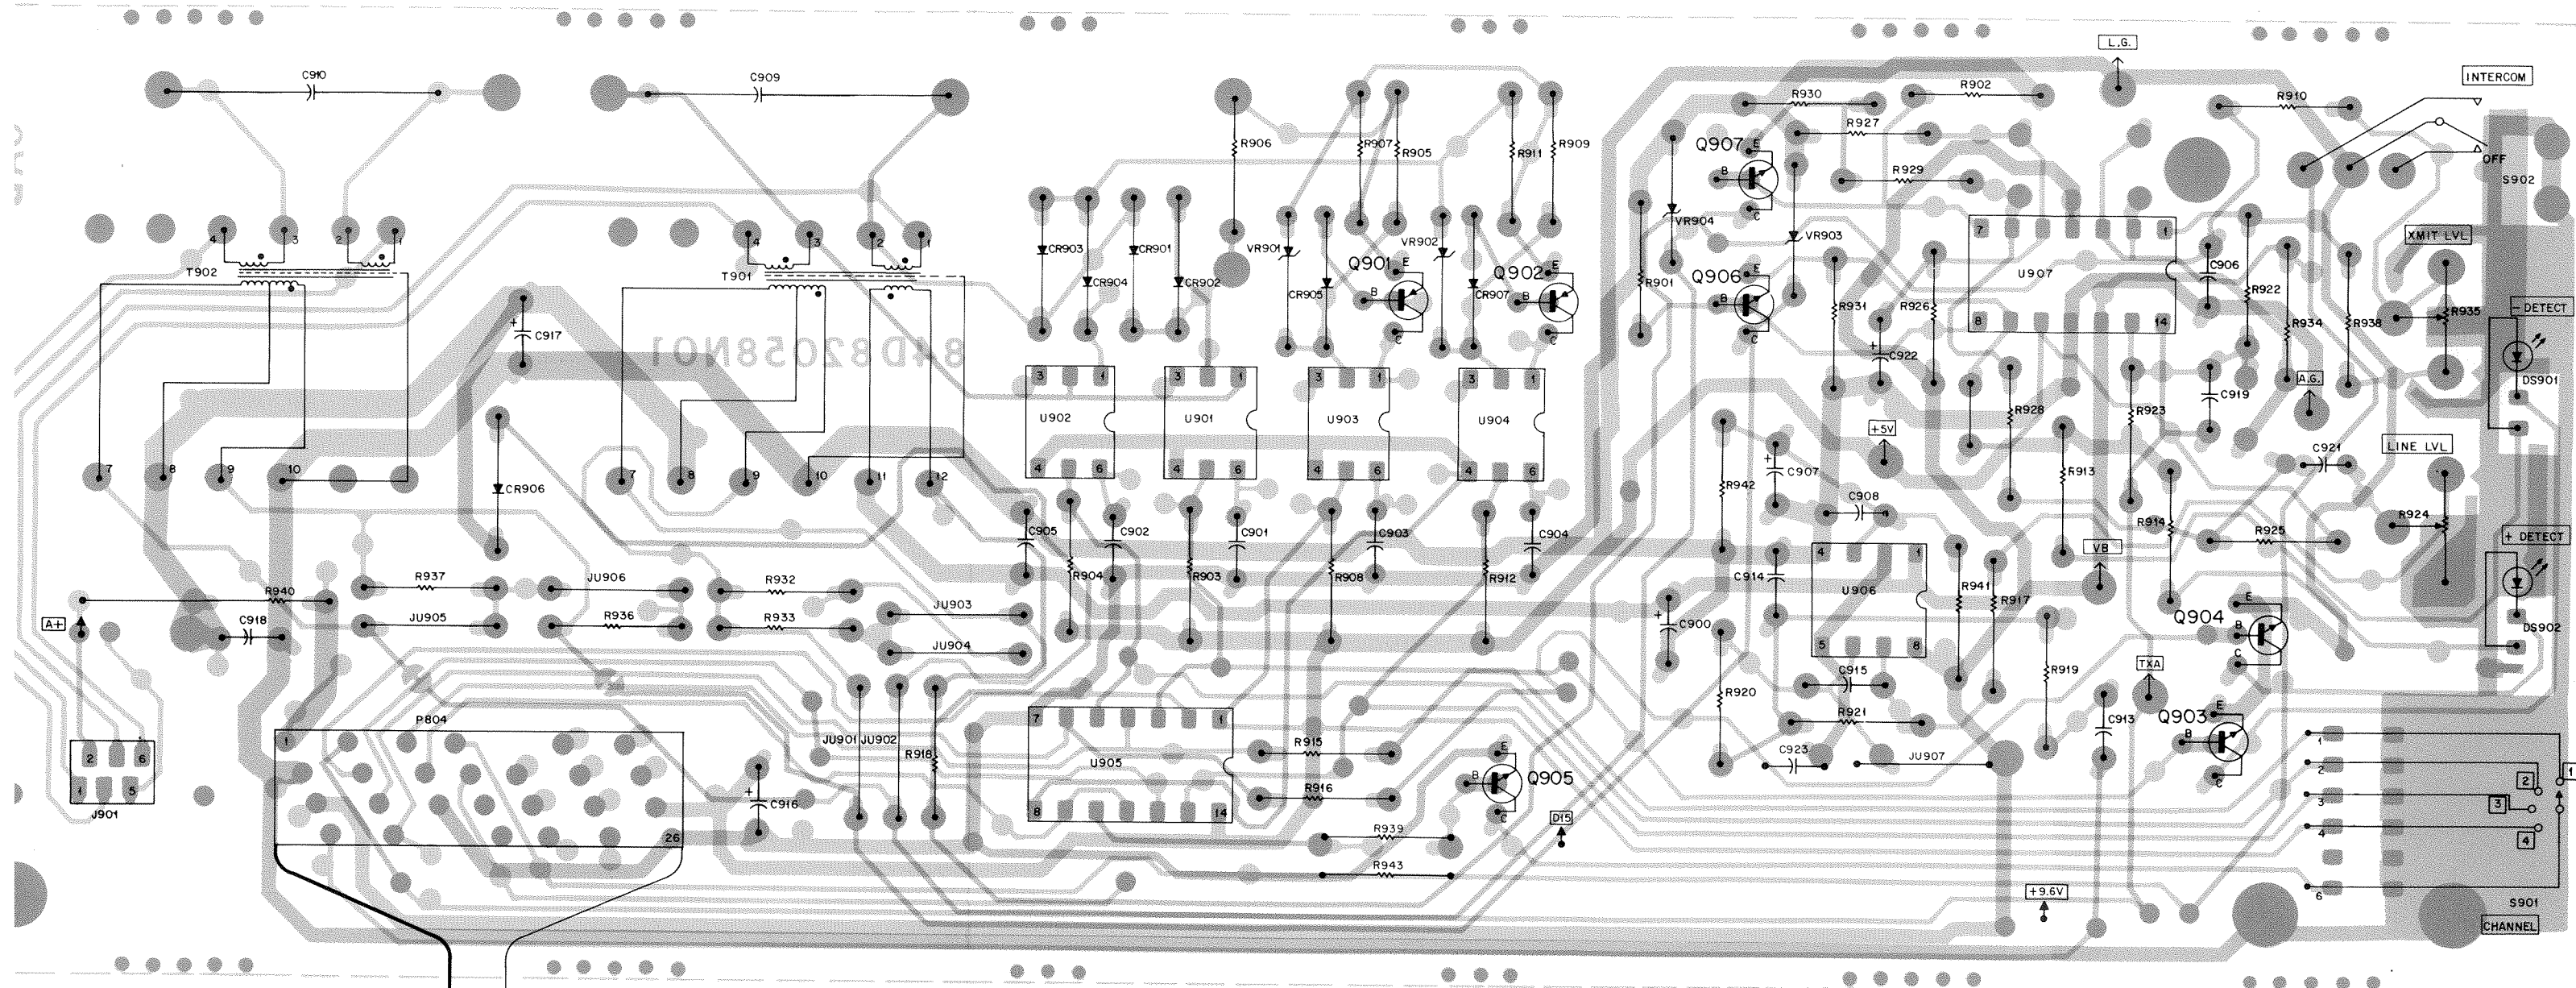 L.G.
C910
C909
INTERCOM
R930
R902
R910
R927
Q907
E
B
C
R906
R907
R905
R911
R909
OFF
R929
S902
VR904
VR903
XMIT LVL
4
3
2
1
T902
4
3
2
1
T901
CR903
CR904
CR901
CR902
VR901
CR905
Q901
E
B
C
VR902
CR907
Q902
E
B
C
R901
Q906
E
B
C
R931
R926
C922
+
7
1
U907
8
14
C906
R922
R934
R938
R935
- DETECT
DS901
C917
+
84D82058N01
3
1
U902
4
6
3
1
U901
4
6
3
1
U903
4
6
3
1
U904
4
6
A.G.
R928
R923
C919
+5V
LINE LVL
C921
R913
R942
C907
+
C908
R914
R925
R924
7
8
9
10
CR906
7
8
9
10
11
12
C905
R904
C902
R903
C901
R908
C903
R912
C904
+ DETECT
VB
C914
4
1
U906
5
8
R941
R917
DS902
R937
JU906
R932
JU903
R940
A+
C918
JU905
R936
R933
JU904
C900
+
Q904
E
B
C
R919
TXA
C915
R920
R921
C913
Q903
E
B
C
P804
1
26
2
6
1
5
J901
JU901
JU902
R918
C916
+
7
1
U905
8
14
R915
R916
Q905
E
B
C
C923
JU907
D15
R939
R943
1
2
3
4
6
1
2
3
4
+9.6V
S901
CHANNEL